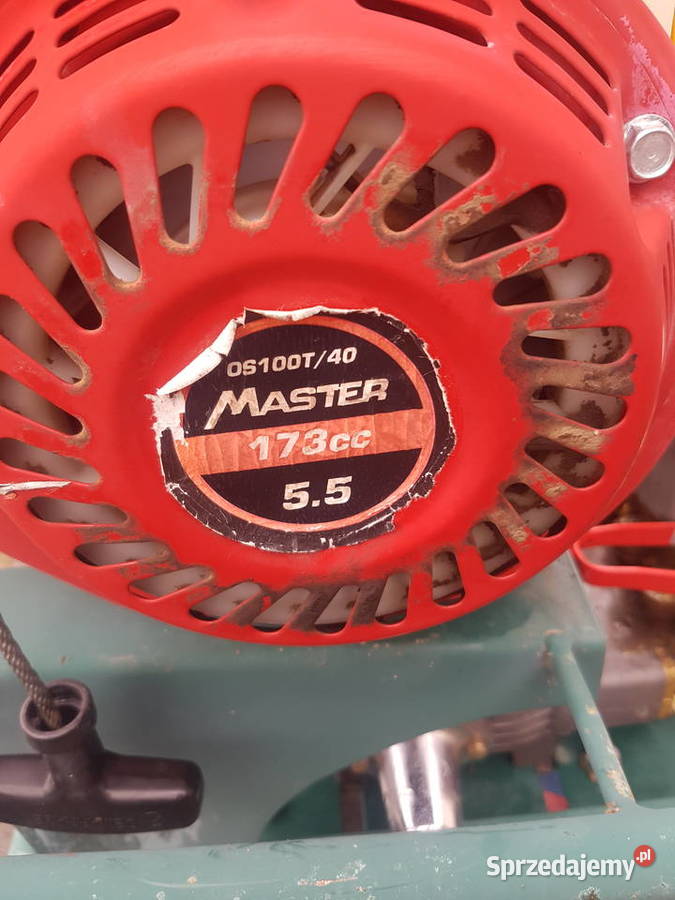 OS100T/40
MASTER
173cc
5.5
Sprzedajemy.pl